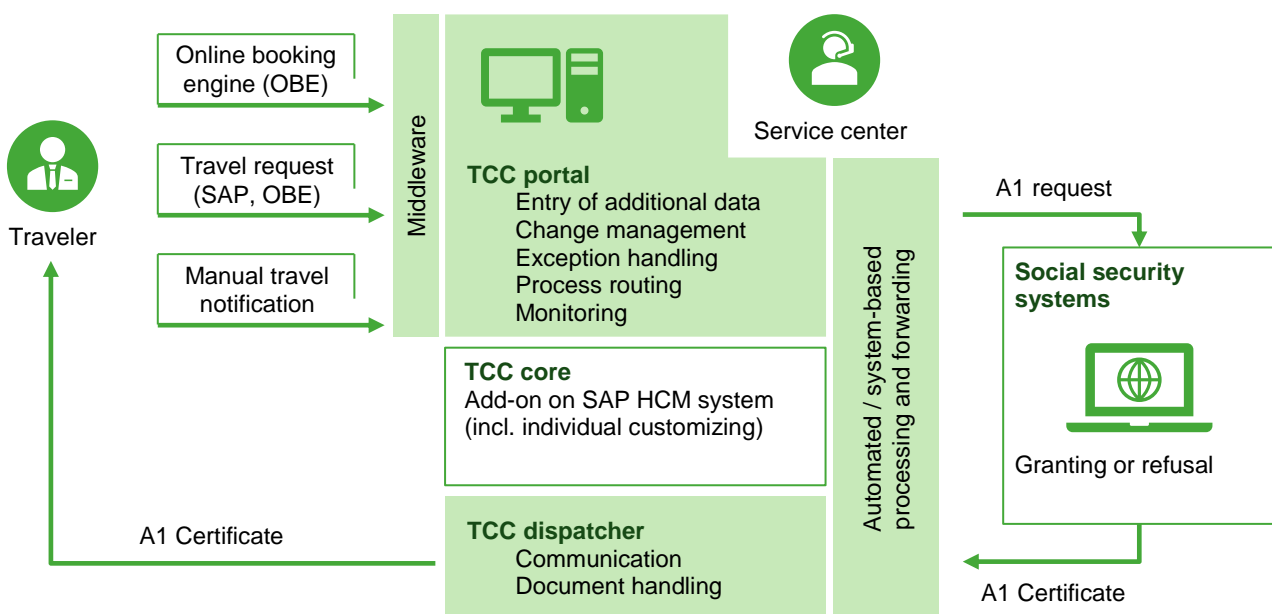 Online booking
engine (OBE)
Travel request
(SAP, OBE)
Manual travel
notification
Traveler
Middleware
Service center
TCC portal
Entry of additional data
Change management
Exception handling
Process routing
Monitoring
TCC core
Add-on on SAP HCM system
(incl. individual customizing)
TCC dispatcher
Communication
Document handling
Automated / system-based
processing and forwarding
A1 request
Social security
systems
Granting or refusal
A1 Certificate
A1 Certificate